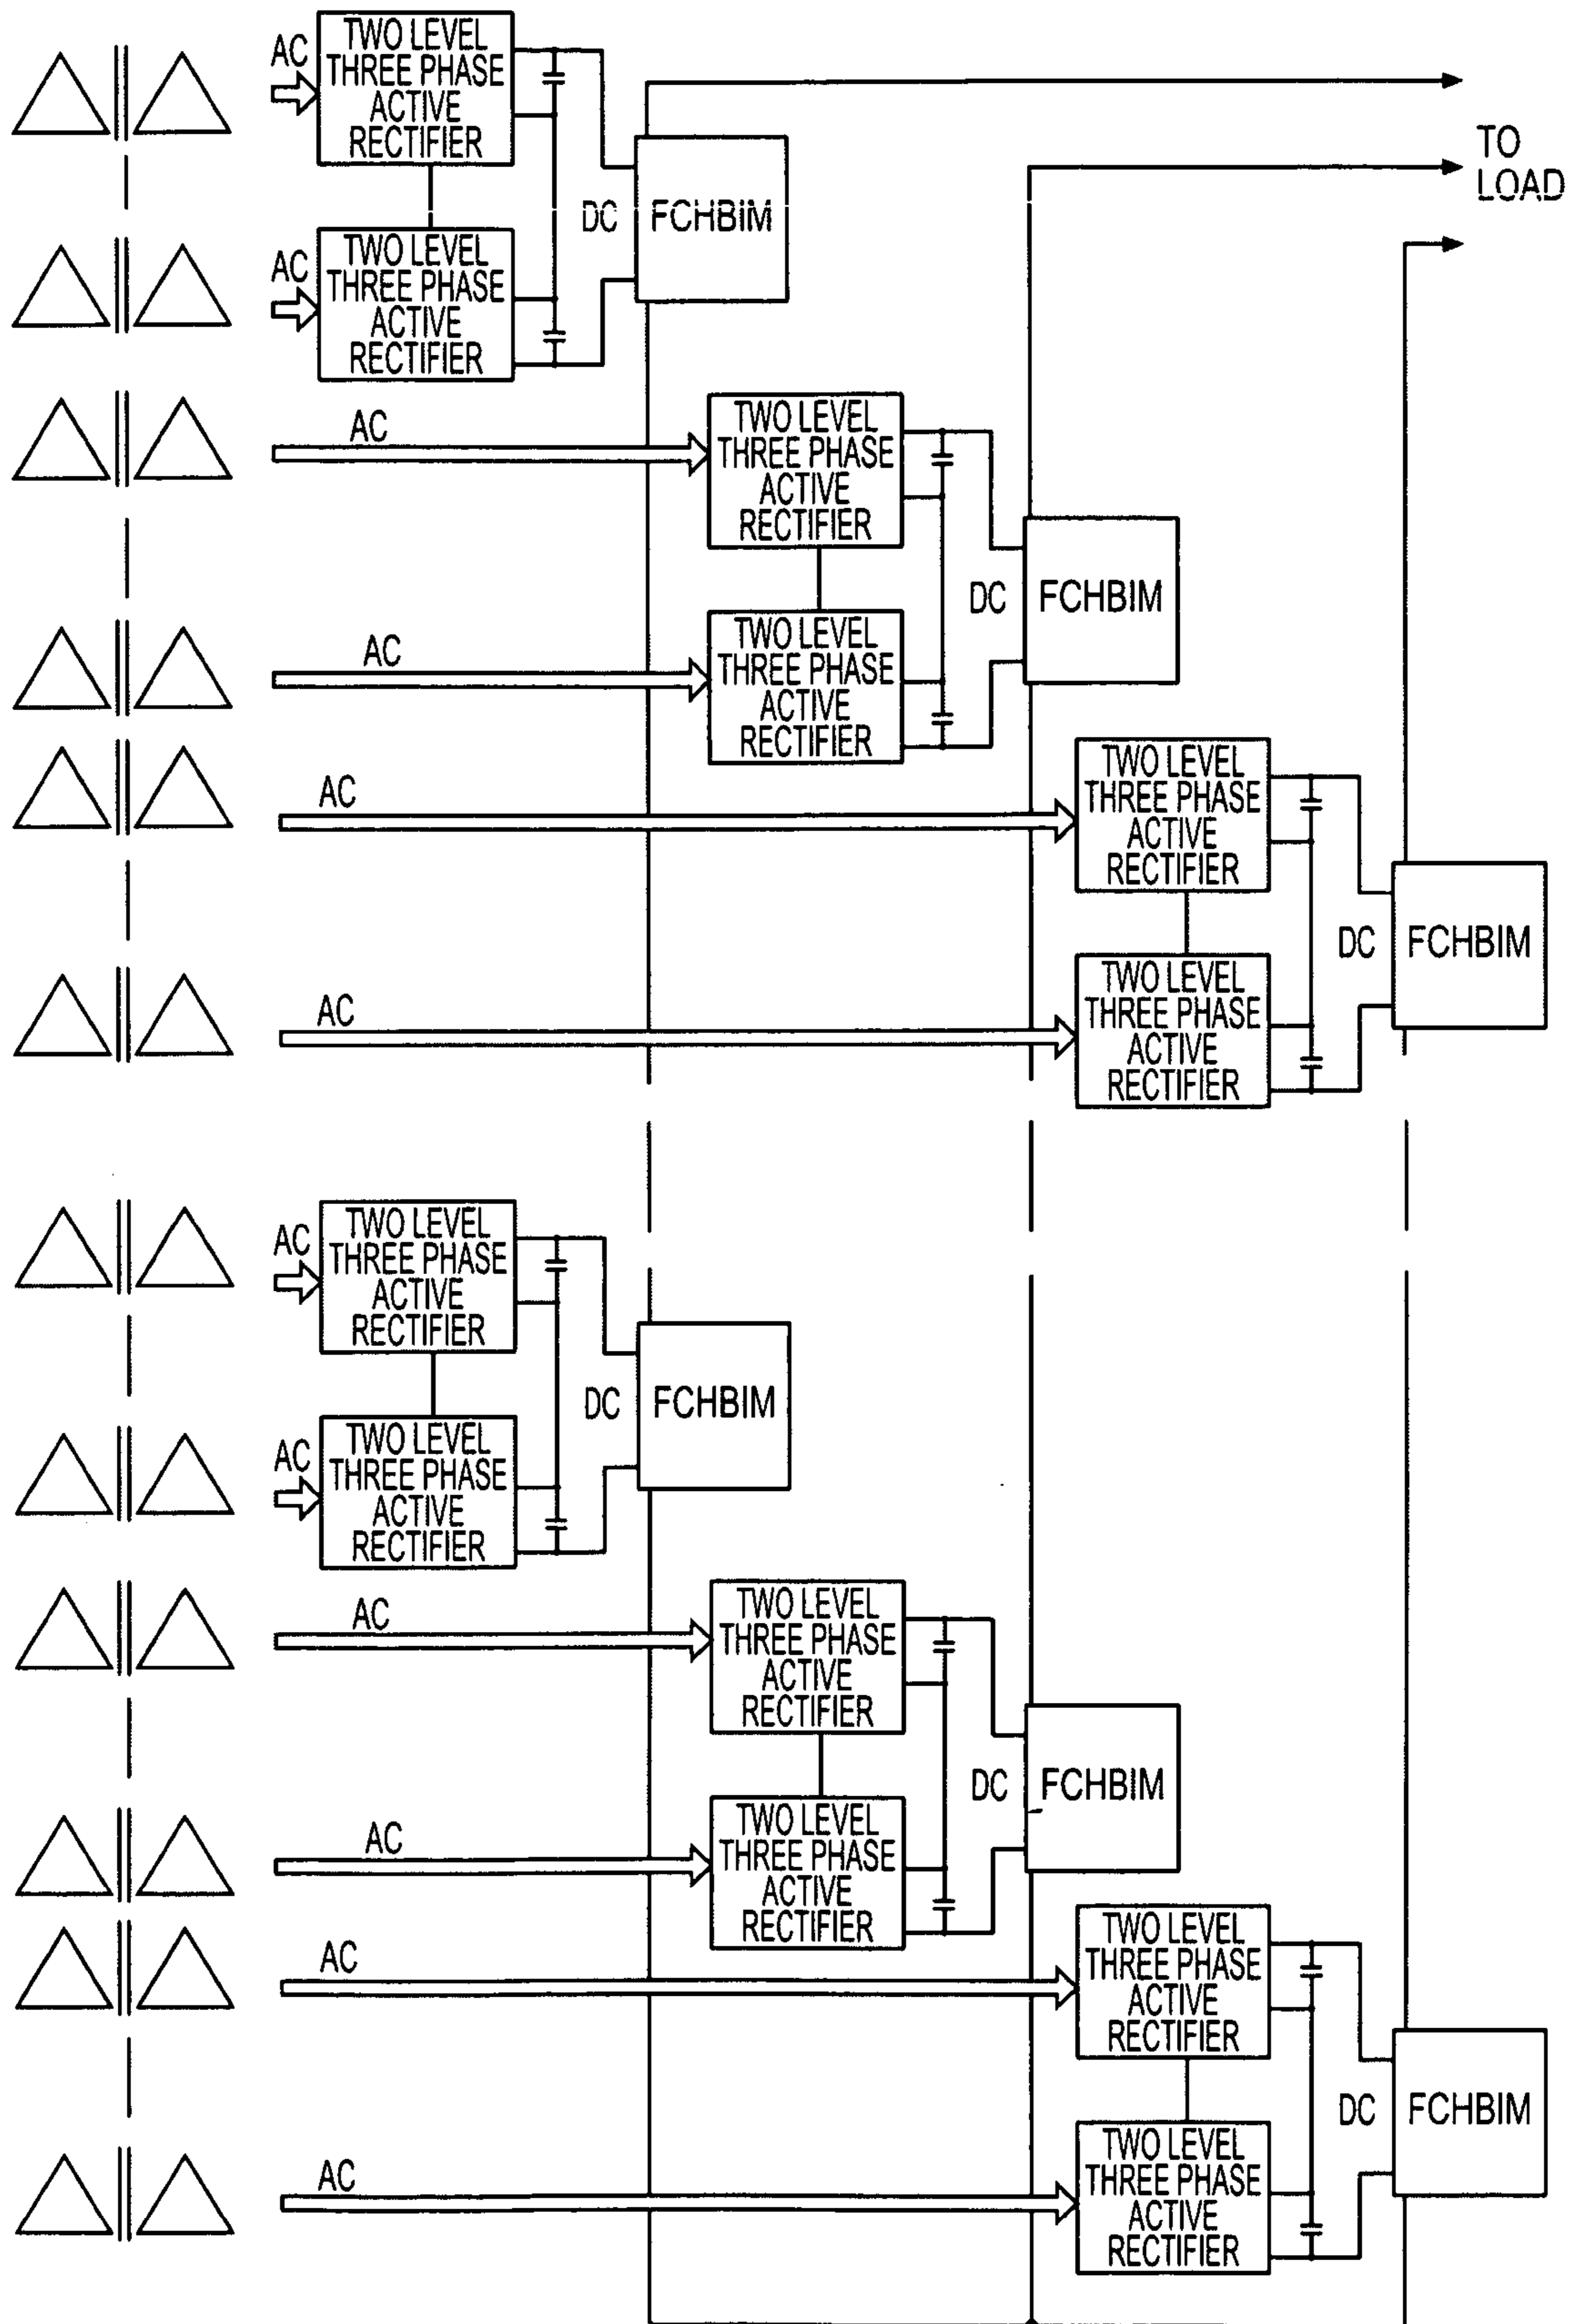 AC
TWO LEVEL
THREE PHASE
ACTIVE
RECTIFIER
TO
LOAD
DC
FCHBIM
AC
TWO LEVEL
THREE PHASE
ACTIVE
RECTIFIER
AC
TWO LEVEL
THREE PHASE
ACTIVE
RECTIFIER
DC
FCHBIM
AC
TWO LEVEL
THREE PHASE
ACTIVE
RECTIFIER
AC
TWO LEVEL
THREE PHASE
ACTIVE
RECTIFIER
DC
FCHBIM
AC
TWO LEVEL
THREE PHASE
ACTIVE
RECTIFIER
AC
TWO LEVEL
THREE PHASE
ACTIVE
RECTIFIER
DC
FCHBIM
AC
TWO LEVEL
THREE PHASE
ACTIVE
RECTIFIER
AC
TWO LEVEL
THREE PHASE
ACTIVE
RECTIFIER
DC
FCHBIM
AC
TWO LEVEL
THREE PHASE
ACTIVE
RECTIFIER
AC
TWO LEVEL
THREE PHASE
ACTIVE
RECTIFIER
DC
FCHBIM
AC
TWO LEVEL
THREE PHASE
ACTIVE
RECTIFIER